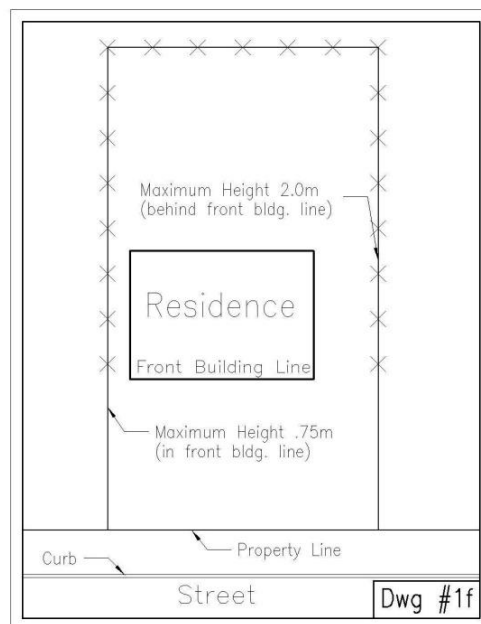 Maximum Height 2.0m
(behind front bldg. line)
Residence
Front Building Line
Maximum Height .75m
(in front bldg. line)
Property Line
Curb
Street
Dwg #1f